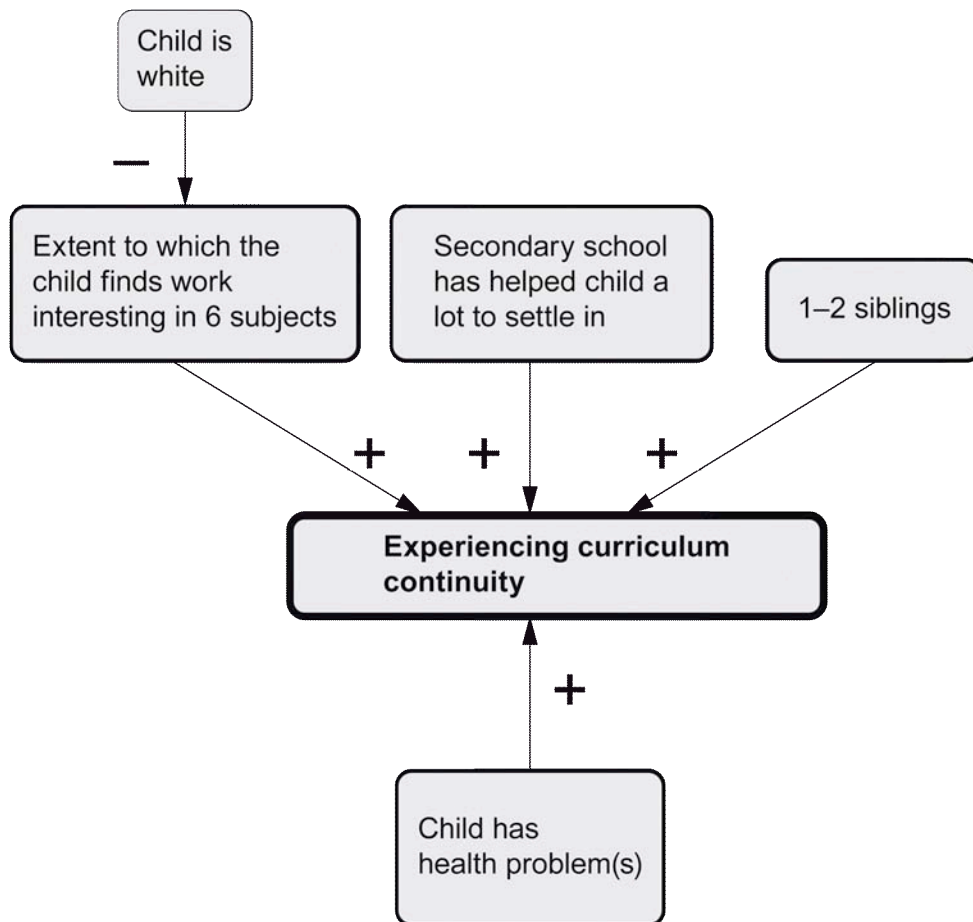 Child is
white
–
Extent to which the
child finds work
interesting in 6 subjects
Secondary school
has helped child a
lot to settle in
1–2 siblings
+
+
+
Experiencing curriculum
continuity
+
Child has
health problem(s)